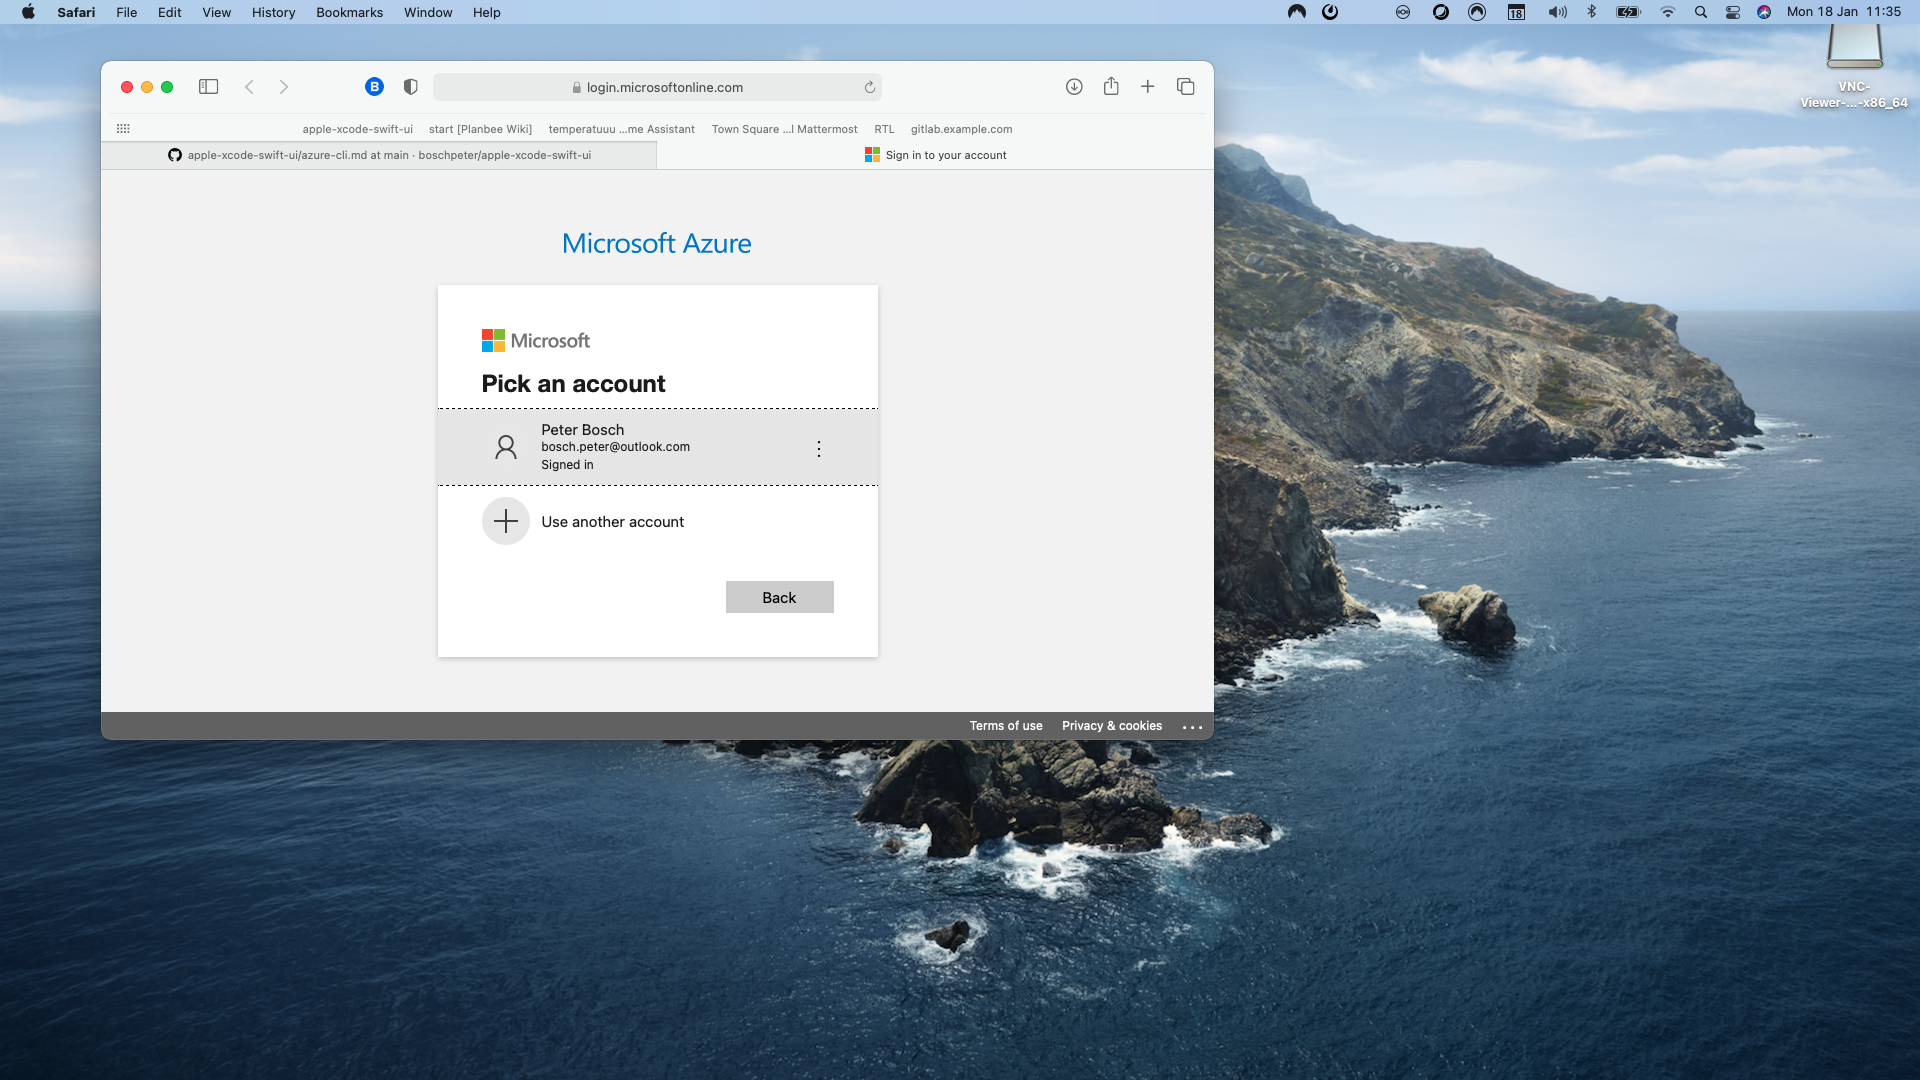 Safari File Edit View History Bookmarks Window Help
18 Mon 18 Jan 11:35
VNC-
Viewer-...-x86_64
B login.microsoftonline.com
apple-xcode-swift-ui start [Planbee Wiki] temperatuuu ...me Assistant Town Square ...l Mattermost RTL gitlab.example.com
apple-xcode-swift-ui/azure-cli.md at main · boschpeter/apple-xcode-swift-ui Sign in to your account
Microsoft Azure
Microsoft
Pick an account
Peter Bosch
bosch.peter@outlook.com
Signed in
Use another account
Back
Terms of use Privacy & cookies ...